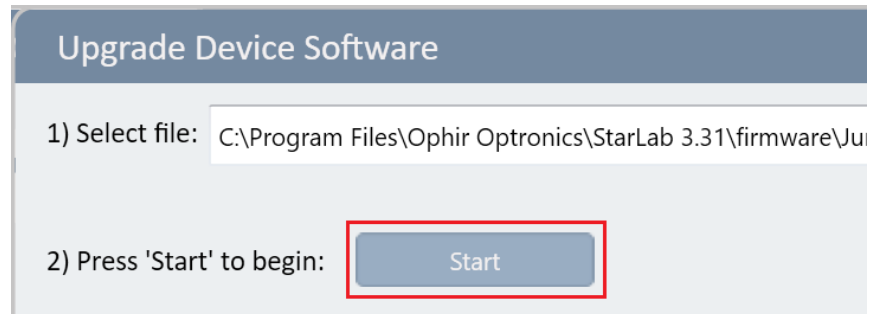 Upgrade Device Software
1) Select file: C:\Program Files\Ophir Optronics\StarLab 3.31\firmware\
2) Press 'Start' to begin: Start